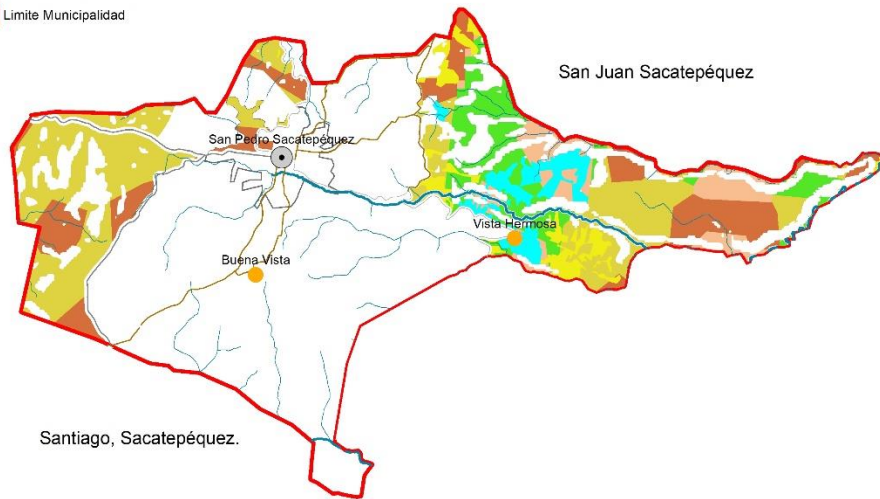 Limite Municipalidad
San Juan Sacatepéquez
San Pedro Sacatepéquez
Vista Hermosa
Buena Vista
Santiago, Sacatepéquez.